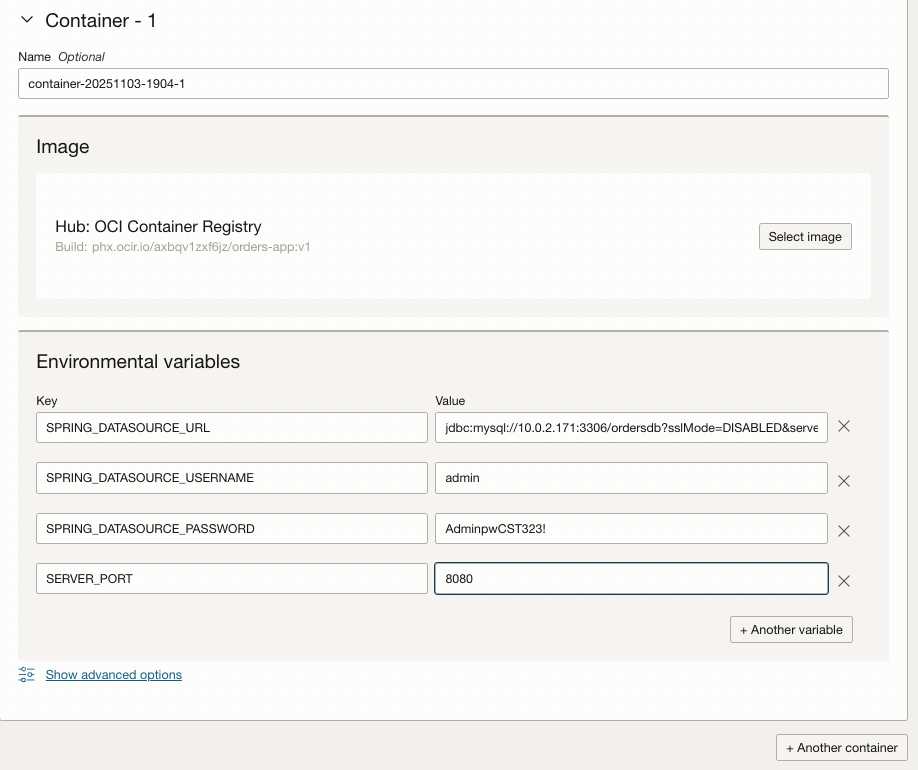 Container - 1
Name Optional
container-20251103-1904-1
Image
Hub: OCI Container Registry
Build: phx.ocir.io/axbqv1zxf6jz/orders-app:v1
Select image
Environmental variables
Key Value
SPRING_DATASOURCE_URL jdbc:mysql://10.0.2.171:3306/ordersdb?sslMode=DISABLED&serve
SPRING_DATASOURCE_USERNAME admin
SPRING_DATASOURCE_PASSWORD AdminpwCST323!
SERVER_PORT 8080
+ Another variable
Show advanced options
+ Another container